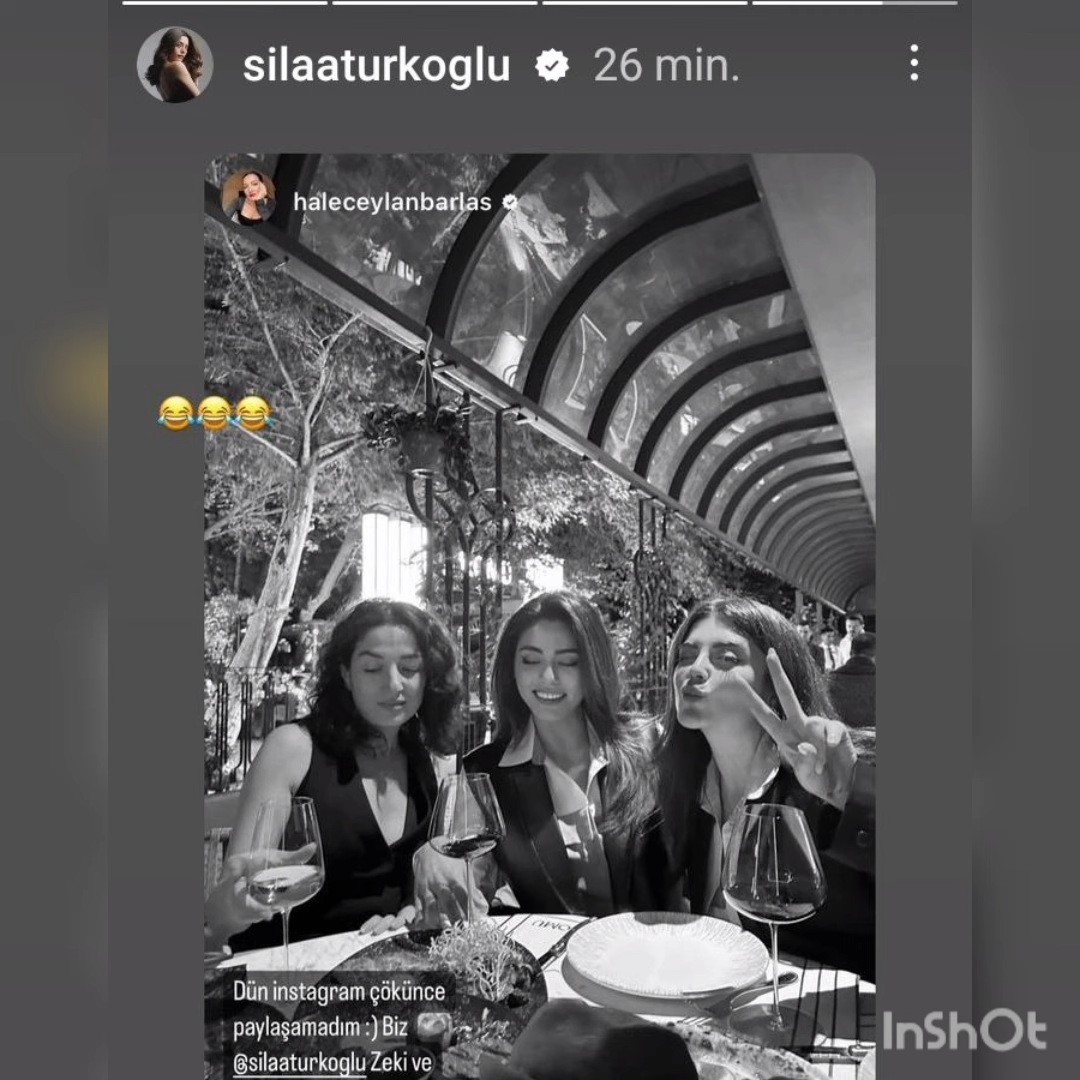 silaaturkoglu 26 min.
haleceylanbarlas
😂😂😂
Dün instagram çökünce
paylaşamadım :) Biz 📷
@silaaturkoglu Zeki ve
InShOt